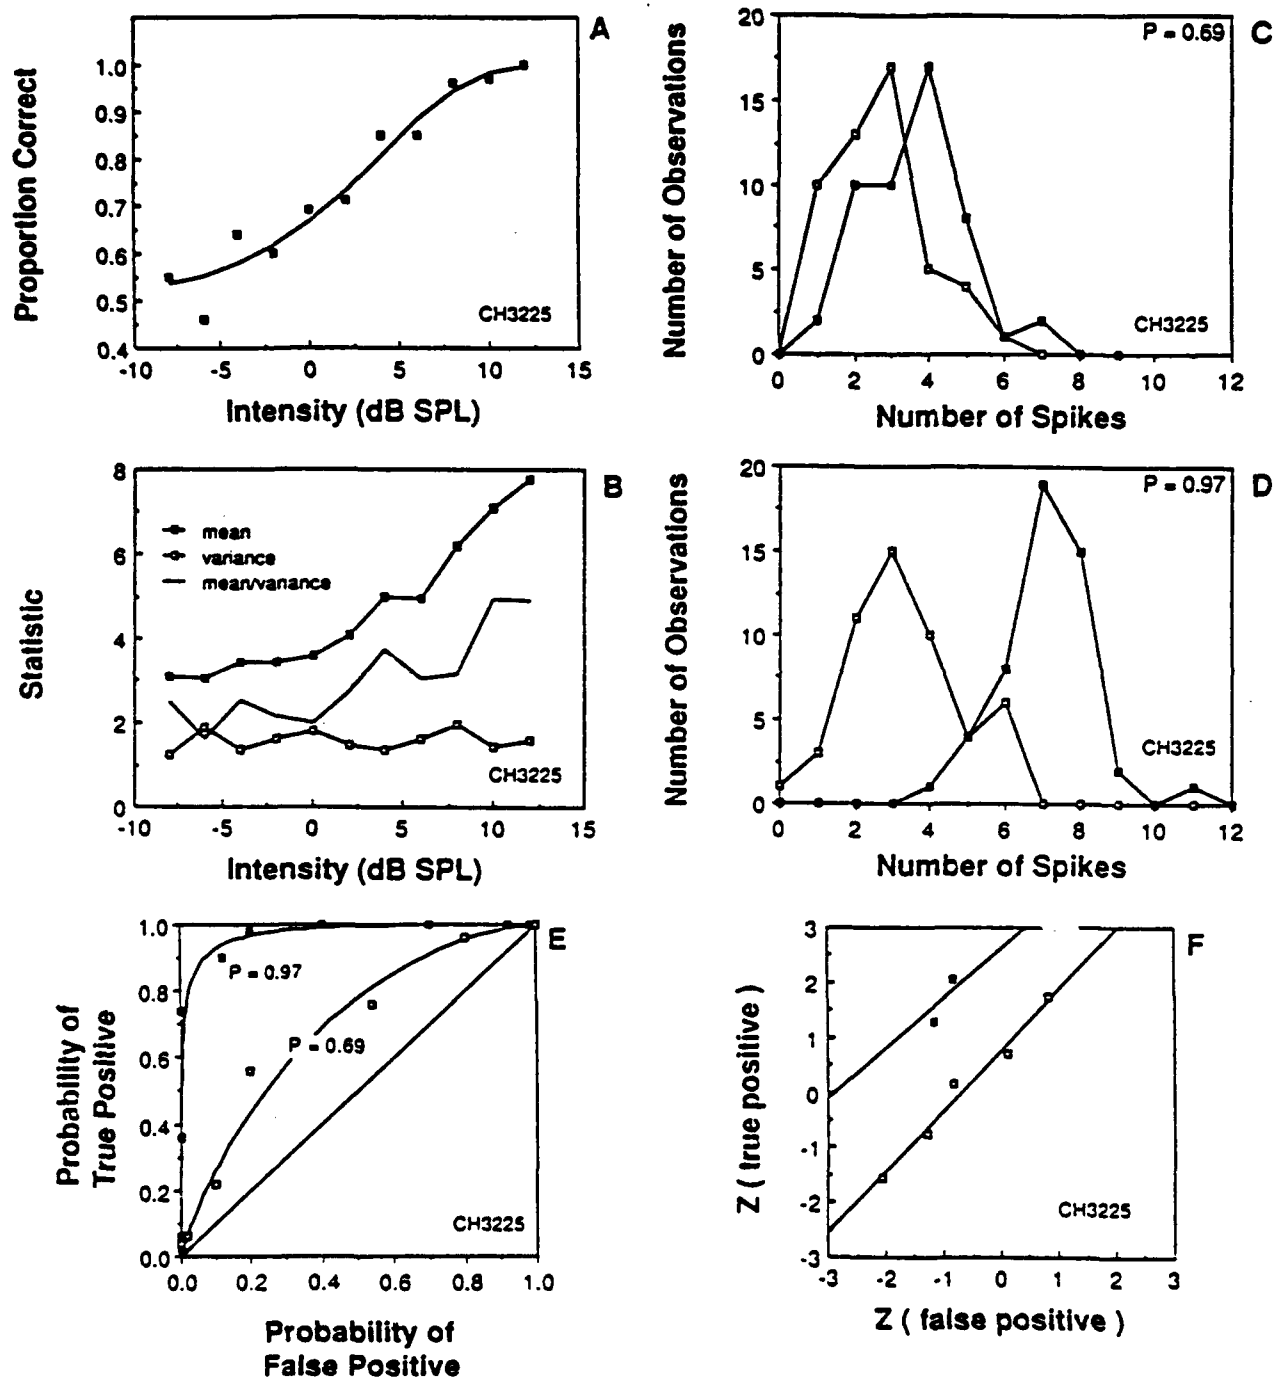 A
Proportion Correct
1.0
0.9
0.8
0.7
0.6
0.5
0.4
CH3225
-10 -5 0 5 10 15
Intensity (dB SPL)
C
P = 0.69
Number of Observations
20
15
10
5
0
CH3225
0 2 4 6 8 10 12
Number of Spikes
B
Statistic
8
6
4
2
0
mean
variance
mean/variance
CH3225
-10 -5 0 5 10 15
Intensity (dB SPL)
D
P = 0.97
Number of Observations
20
15
10
5
0
CH3225
0 2 4 6 8 10 12
Number of Spikes
E
Probability of
True Positive
1.0
0.8
0.6
0.4
0.2
0.0
P = 0.97
P = 0.69
CH3225
0.0 0.2 0.4 0.6 0.8 1.0
Probability of
False Positive
F
Z ( true positive )
3
2
1
0
-1
-2
-3
CH3225
-3 -2 -1 0 1 2 3
Z ( false positive )